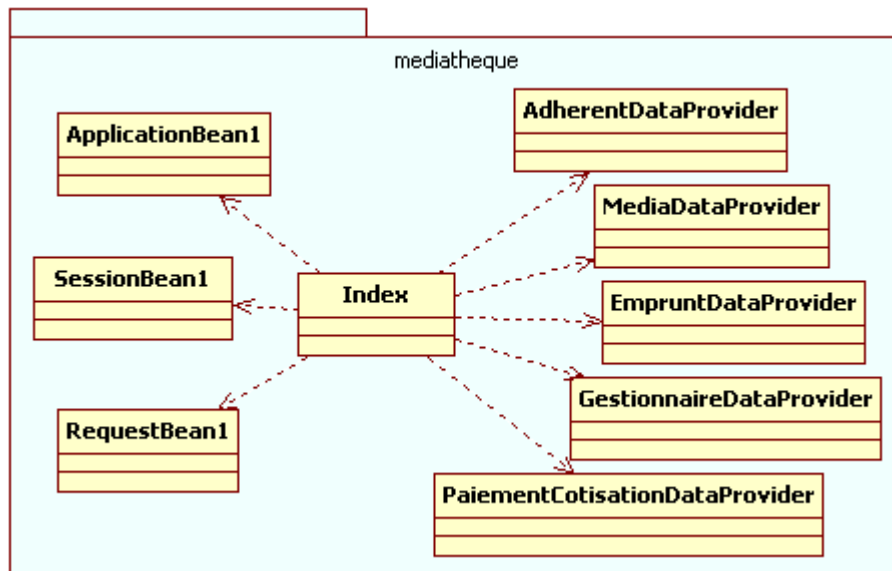 mediatheque
ApplicationBean1
AdherentDataProvider
MediaDataProvider
SessionBean1
Index
EmpruntDataProvider
GestionnaireDataProvider
RequestBean1
PaiementCotisationDataProvider